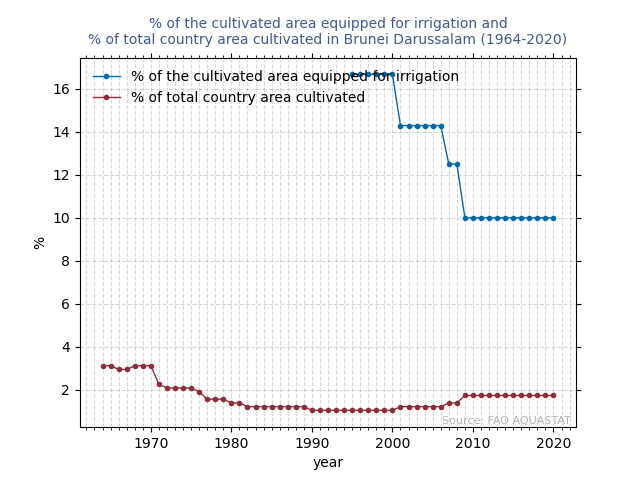 % of the cultivated area equipped for irrigation and
% of total country area cultivated in Brunei Darussalam (1964-2020)
% of the cultivated area equipped for irrigation
% of total country area cultivated
16
14
12
10
8
6
4
2
%
Source: FAO AQUASTAT
1970 1980 1990 2000 2010 2020
year